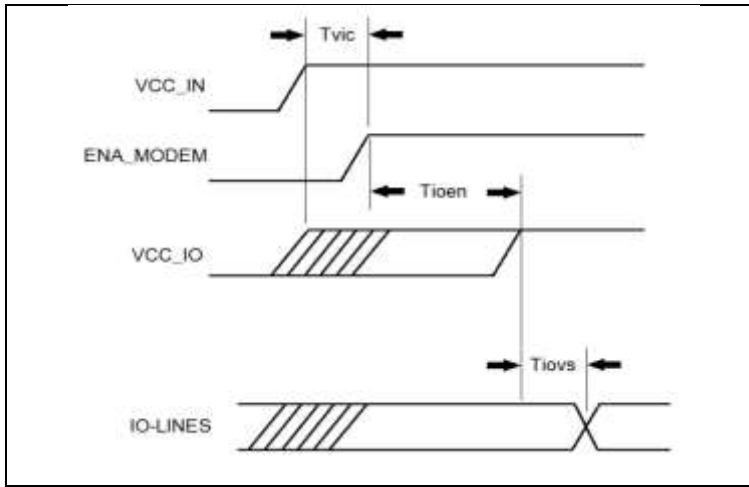 Tvic
VCC_IN
ENA_MODEM
Tioen
VCC_IO
Tiovs
IO-LINES